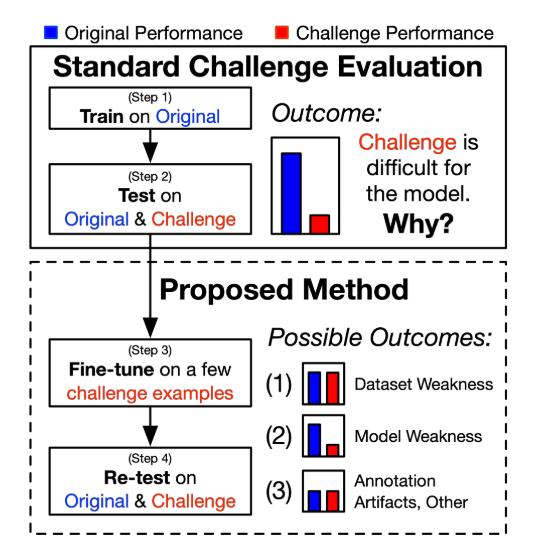 Original Performance
Challenge Performance
Standard Challenge Evaluation
(Step 1)
Train on Original
(Step 2)
Test on
Original & Challenge
Outcome:
Challenge is
difficult for
the model.
Why?
Proposed Method
(Step 3)
Fine-tune on a few
challenge examples
(Step 4)
Re-test on
Original & Challenge
Possible Outcomes:
(1) Dataset Weakness
(2) Model Weakness
(3) Annotation
Artifacts, Other